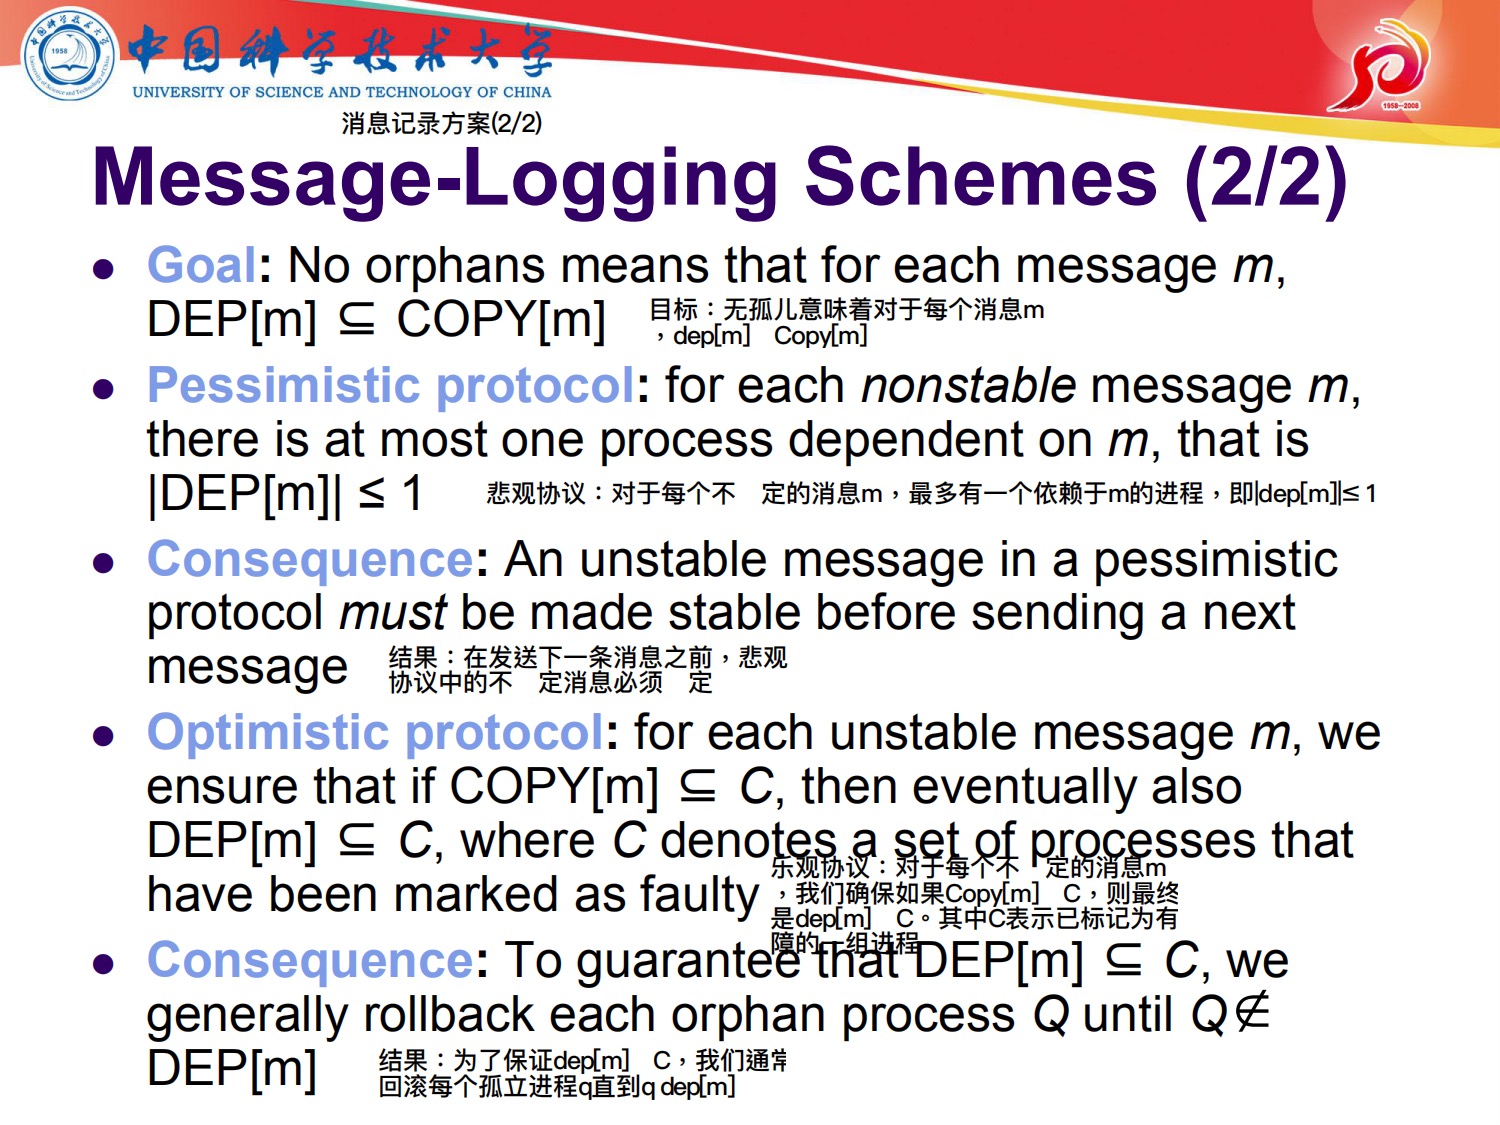 中国科学技术大学
UNIVERSITY OF SCIENCE AND TECHNOLOGY OF CHINA
1958
1958—2008
消息记录方案(2/2)
Message-Logging Schemes (2/2)
● Goal: No orphans means that for each message m,
DEP[m] ⊆ COPY[m]
目标：无孤儿意味着对于每个消息m
，dep[m] Copy[m]
● Pessimistic protocol: for each nonstable message m,
there is at most one process dependent on m, that is
|DEP[m]| ≤ 1
悲观协议：对于每个不 定的消息m，最多有一个依赖于m的进程，即|dep[m]|≤ 1
● Consequence: An unstable message in a pessimistic
protocol must be made stable before sending a next
message
结果：在发送下一条消息之前，悲观
协议中的不 定消息必须 定
● Optimistic protocol: for each unstable message m, we
ensure that if COPY[m] ⊆ C, then eventually also
DEP[m] ⊆ C, where C denotes a set of processes that
have been marked as faulty
乐观协议：对于每个不 定的消息m
，我们确保如果Copy[m] C，则最终
是dep[m] C。其中C表示已标记为有
障的一组进程
● Consequence: To guarantee that DEP[m] ⊆ C, we
generally rollback each orphan process Q until Q∉
DEP[m]
结果：为了保证dep[m] C，我们通常
回滚每个孤立进程q直到q dep[m]